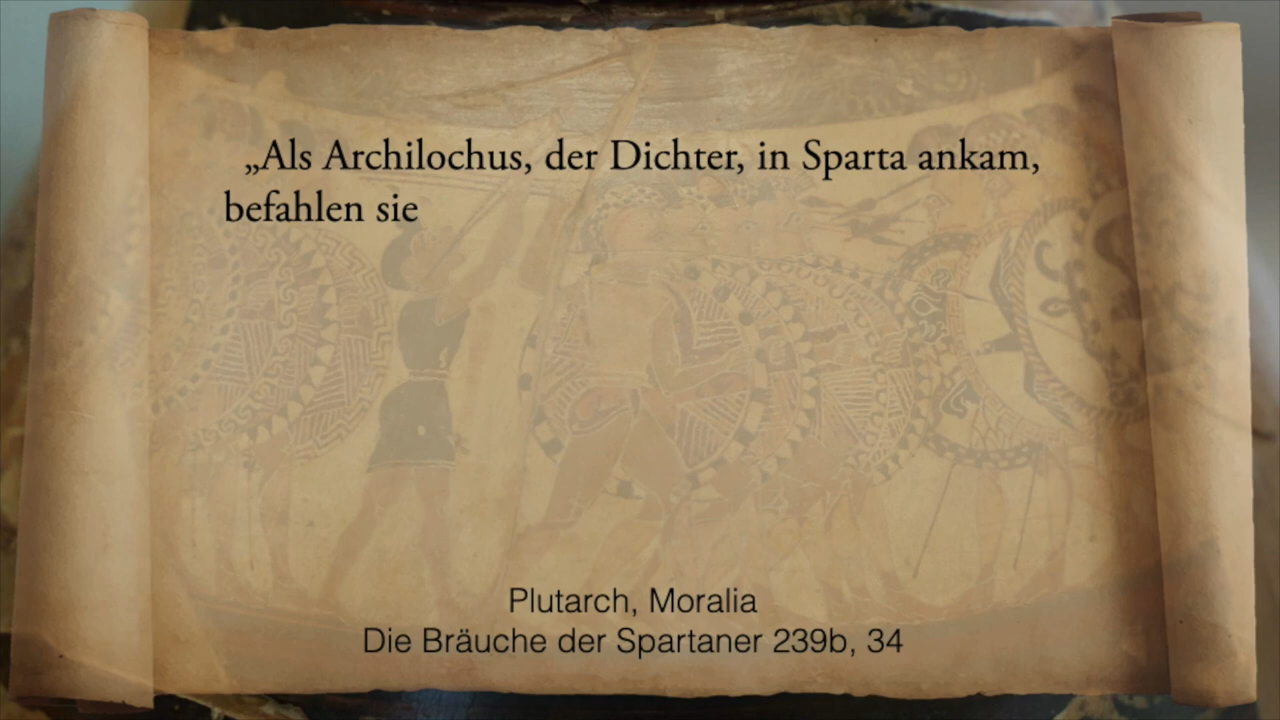 „Als Archilochus, der Dichter, in Sparta ankam,
befahlen sie
Plutarch, Moralia
Die Bräuche der Spartaner 239b, 34